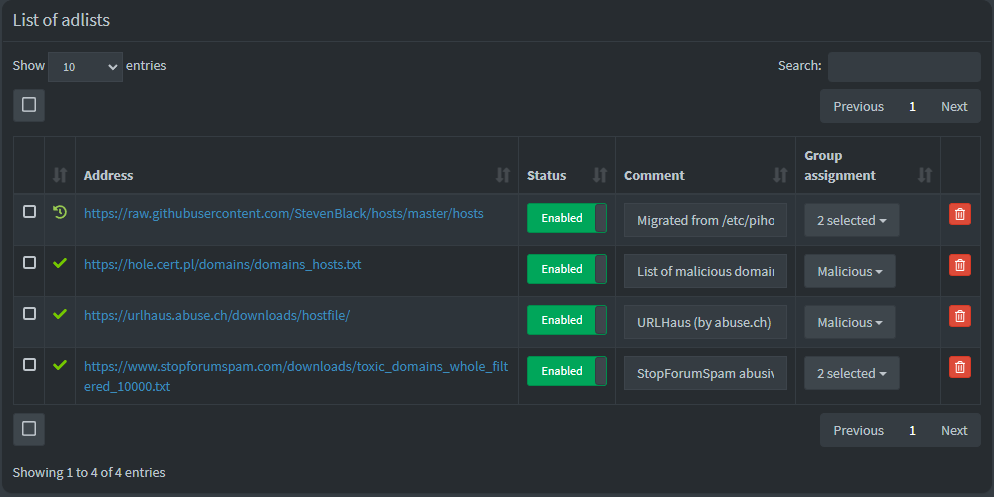 List of adlists
Show 10 entries
Search:
Previous 1 Next
Address Status Comment Group assignment
https://raw.githubusercontent.com/StevenBlack/hosts/master/hosts Enabled Migrated from /etc/piho 2 selected
https://hole.cert.pl/domains/domains_hosts.txt Enabled List of malicious domain Malicious
https://urlhaus.abuse.ch/downloads/hostfile/ Enabled URLHaus (by abuse.ch) Malicious
https://www.stopforumspam.com/downloads/toxic_domains_whole_filt Enabled StopForumSpam abusiv 2 selected
ered_10000.txt
Previous 1 Next
Showing 1 to 4 of 4 entries